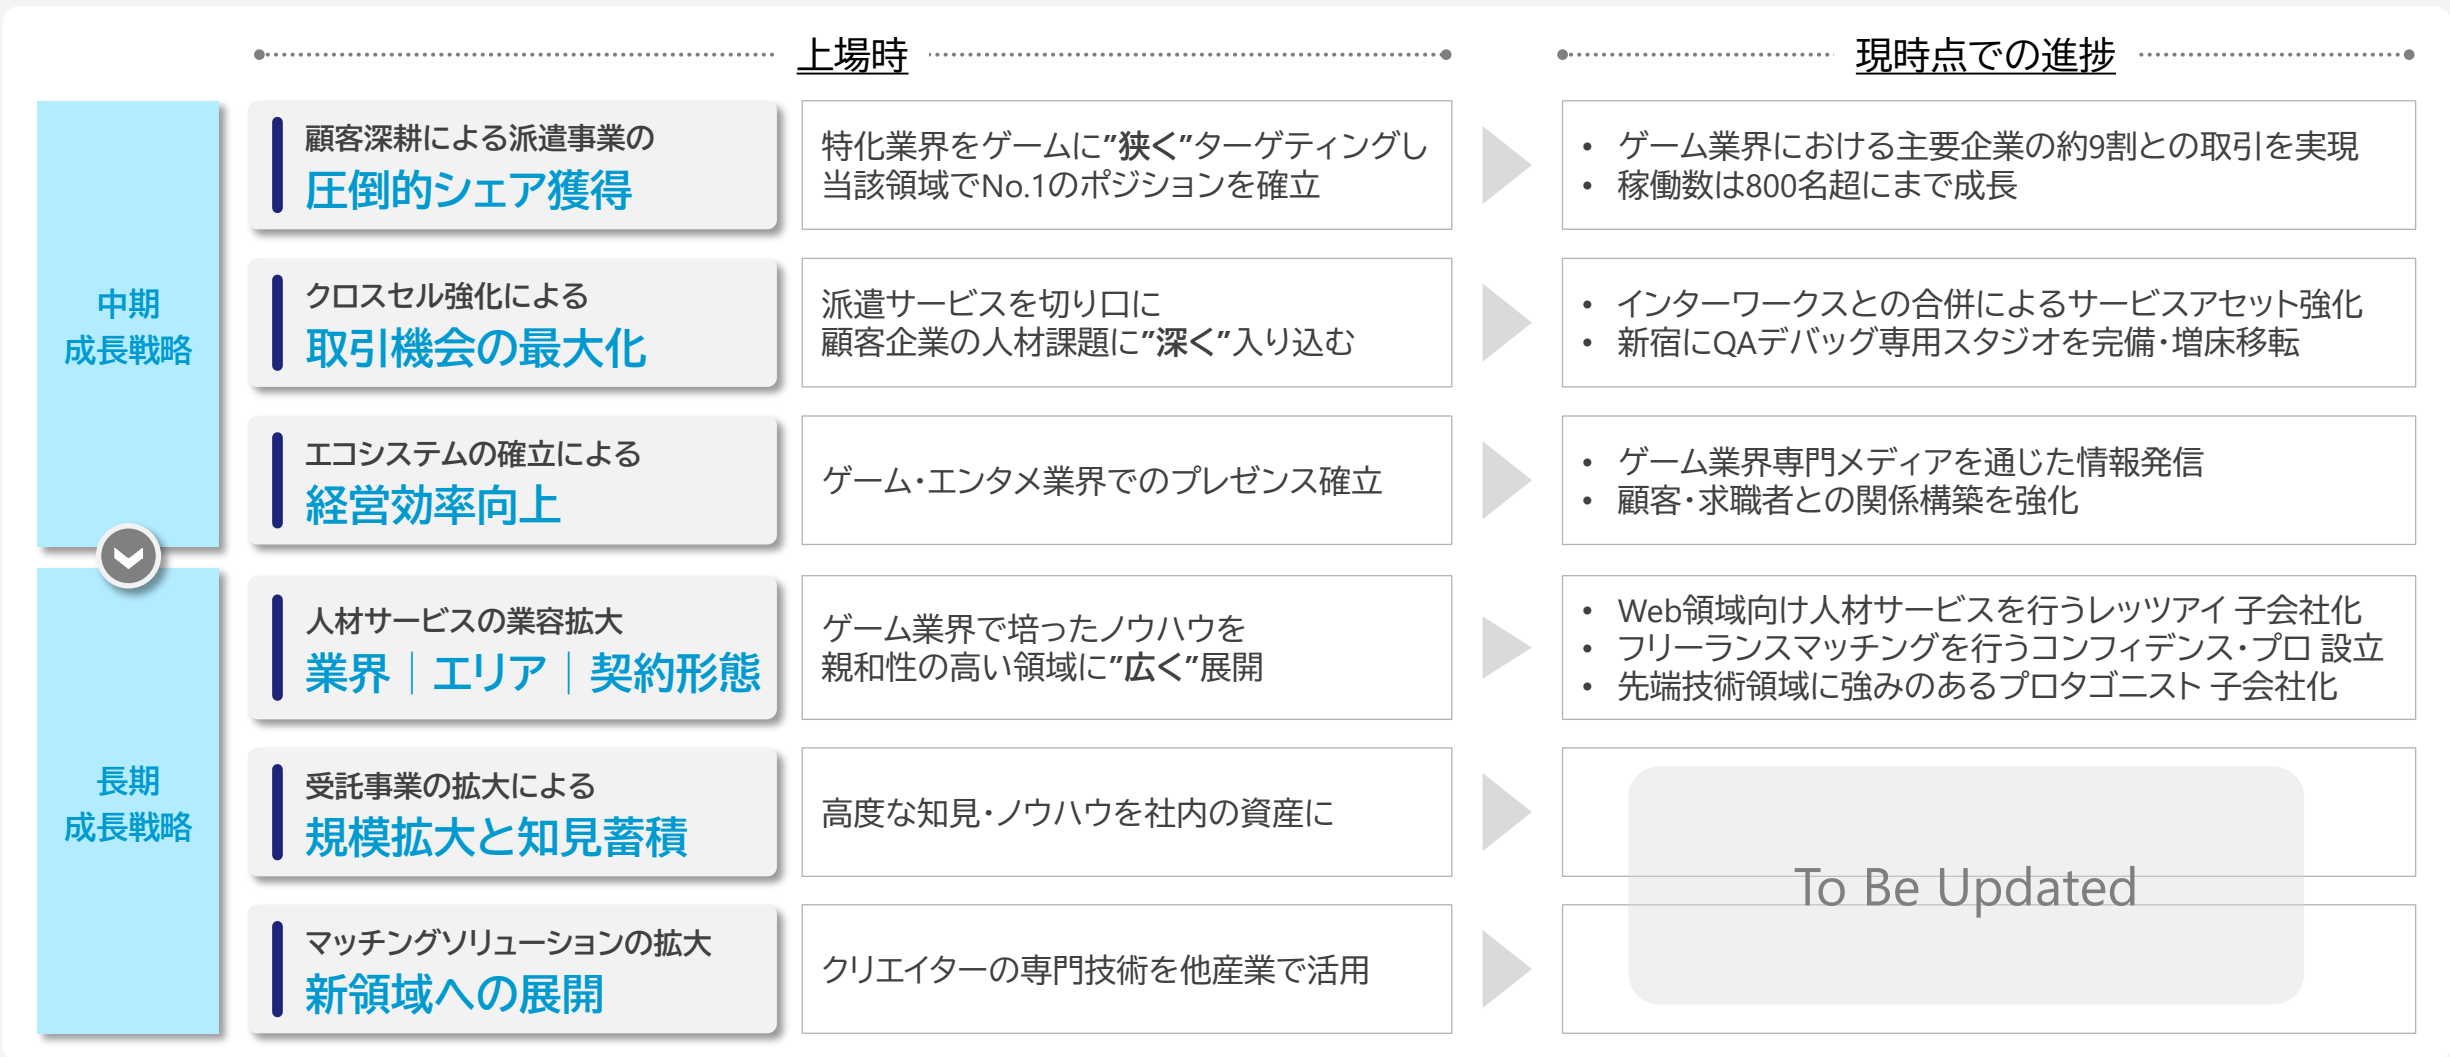 上場時
現時点での進捗
中期
成長戦略
顧客深耕による派遣事業の
圧倒的シェア獲得
特化業界をゲームに”狭く”ターゲティングし
当該領域でNo.1のポジションを確立
• ゲーム業界における主要企業の約9割との取引を実現
• 稼働数は800名超にまで成長
クロスセル強化による
取引機会の最大化
派遣サービスを切り口に
顧客企業の人材課題に”深く”入り込む
• インターワークスとの合併によるサービスアセット強化
• 新宿にQAデバッグ専用スタジオを完備・増床移転
エコシステムの確立による
経営効率向上
ゲーム・エンタメ業界でのプレゼンス確立
• ゲーム業界専門メディアを通じた情報発信
• 顧客・求職者との関係構築を強化
長期
成長戦略
人材サービスの業容拡大
業界｜エリア｜契約形態
ゲーム業界で培ったノウハウを
親和性の高い領域に”広く”展開
• Web領域向け人材サービスを行うレッツアイ 子会社化
• フリーランスマッチングを行うコンフィデンス・プロ 設立
• 先端技術領域に強みのあるプロタゴニスト 子会社化
受託事業の拡大による
規模拡大と知見蓄積
高度な知見・ノウハウを社内の資産に
To Be Updated
マッチングソリューションの拡大
新領域への展開
クリエイターの専門技術を他産業で活用